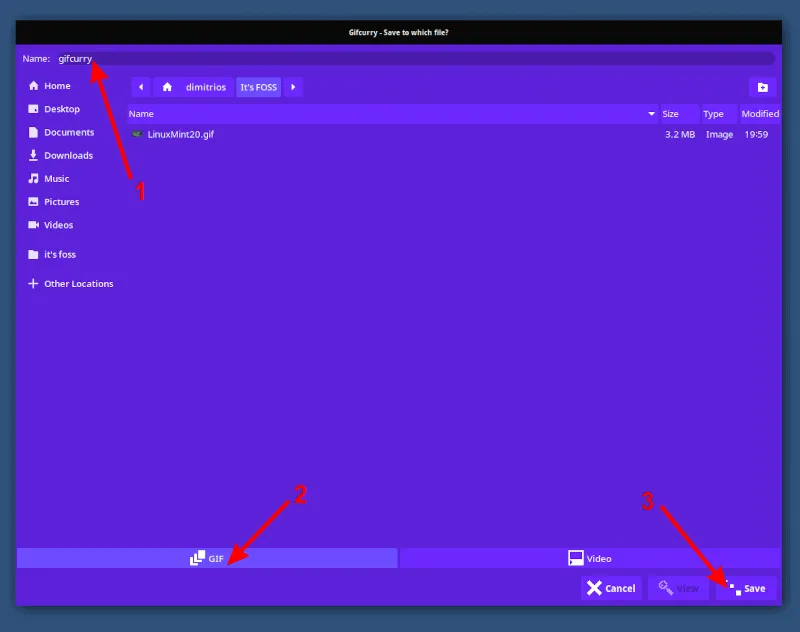 Gifcurry - Save to which file?
Name: gifcurry
Home
dimitrios It's FOSS
Desktop
Name Size Type Modified
Documents
LinuxMint20.gif 3.2 MB Image 19:59
Downloads
Music
1
Pictures
Videos
it's foss
Other Locations
2
3
GIF Video
Cancel View Save